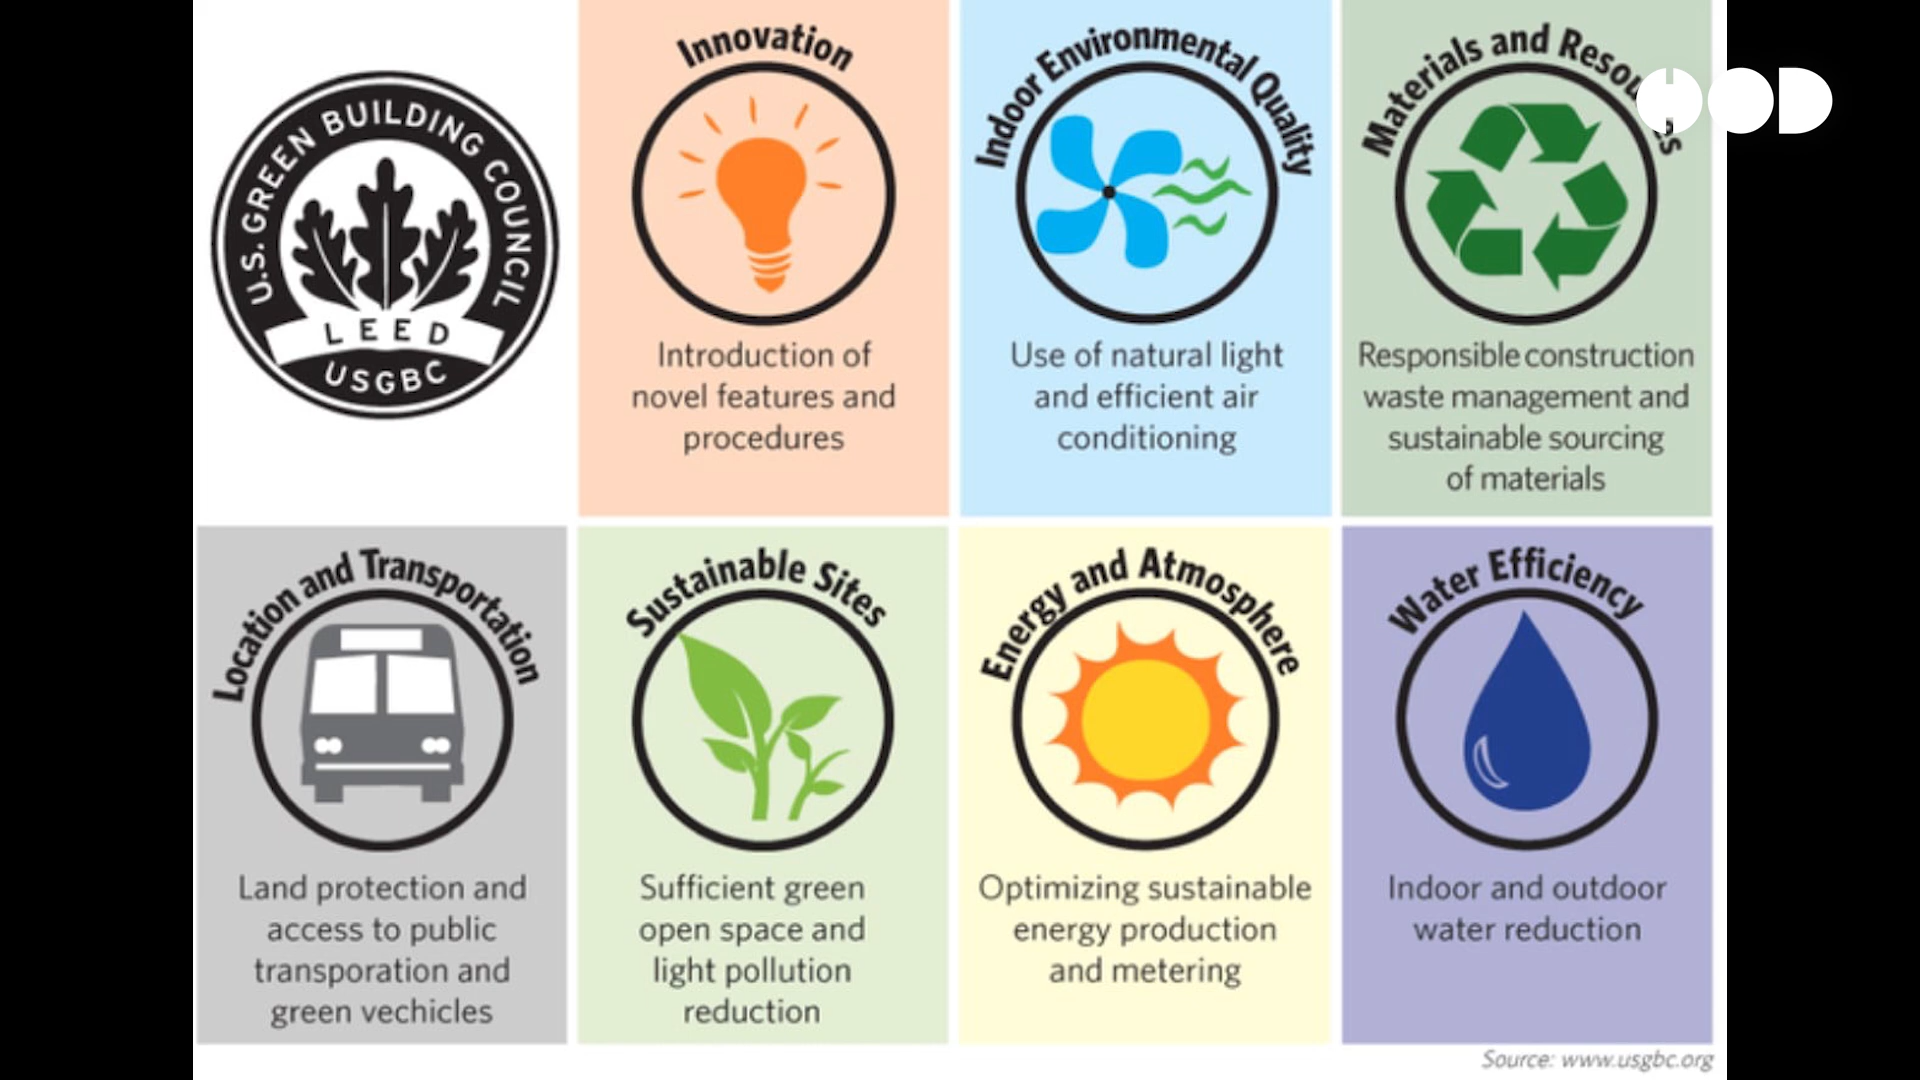 U.S. GREEN BUILDING COUNCIL
LEED
USGBC
Innovation
Introduction of
novel features and
procedures
Indoor Environmental Quality
Use of natural light
and efficient air
conditioning
Materials and
Responsible construction
waste management and
sustainable sourcing
of materials
HOD
Location and Transportation
Land protection and
access to public
transporation and
green vechicles
Sustainable Sites
Sufficient green
open space and
light pollution
reduction
Energy and Atmosphere
Optimizing sustainable
energy production
and metering
Water Efficiency
Indoor and outdoor
water reduction
Source: www.usgbc.org